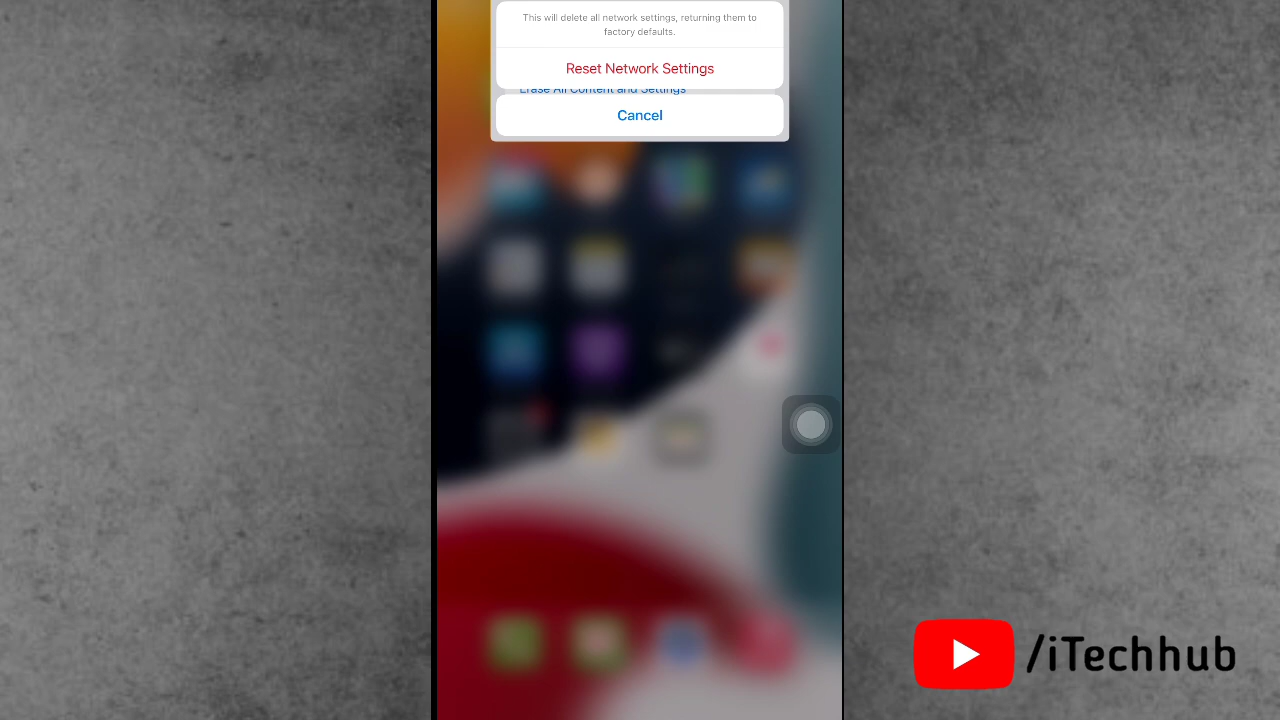 This will delete all network settings, returning them to
factory defaults.
Reset Network Settings
Erase All Content and Settings
Cancel
/iTechhub